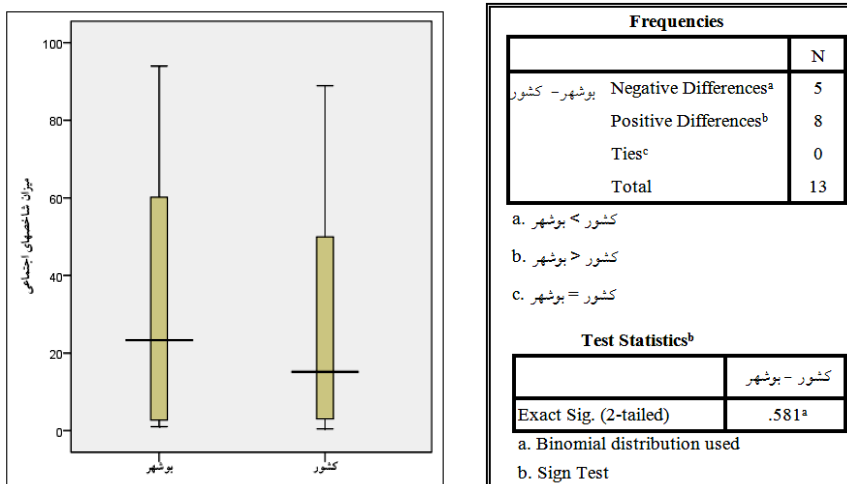 100
80
60
40
20
0
میزان شاخصهای اجتماعی
بوشهر
کشور
Frequencies
N
بوشهر - کشور
Negative Differencesᵃ 5
Positive Differencesᵇ 8
Tiesᶜ 0
Total 13
a. کشور < بوشهر
b. کشور > بوشهر
c. کشور = بوشهر
Test Statisticsᵇ
کشور - بوشهر
Exact Sig. (2-tailed) .581ᵃ
a. Binomial distribution used
b. Sign Test